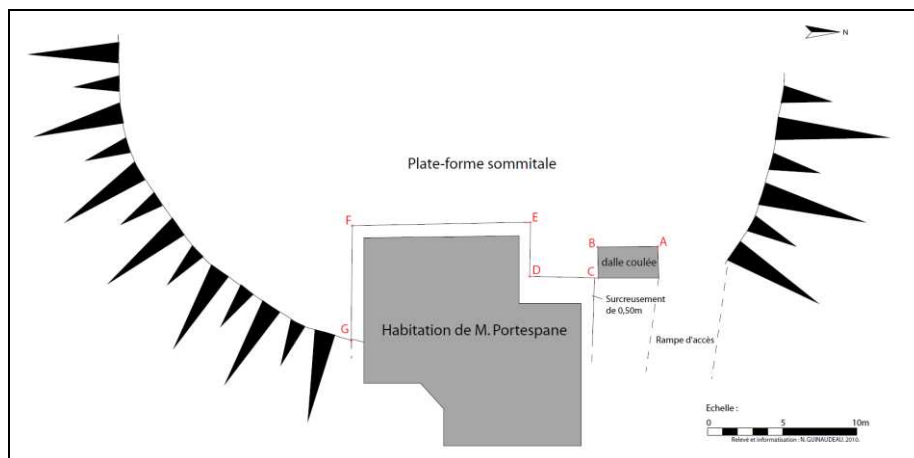 N
Plate-forme sommitale
F
E
B
A
dalle coulée
D
C
Surcreusement
de 0,50m
G
Habitation de M. Portespane
Rampe d'accès
Echelle :
0 5 10m
Relevé et informatisation : N. GUINAUDEAU. 2010.